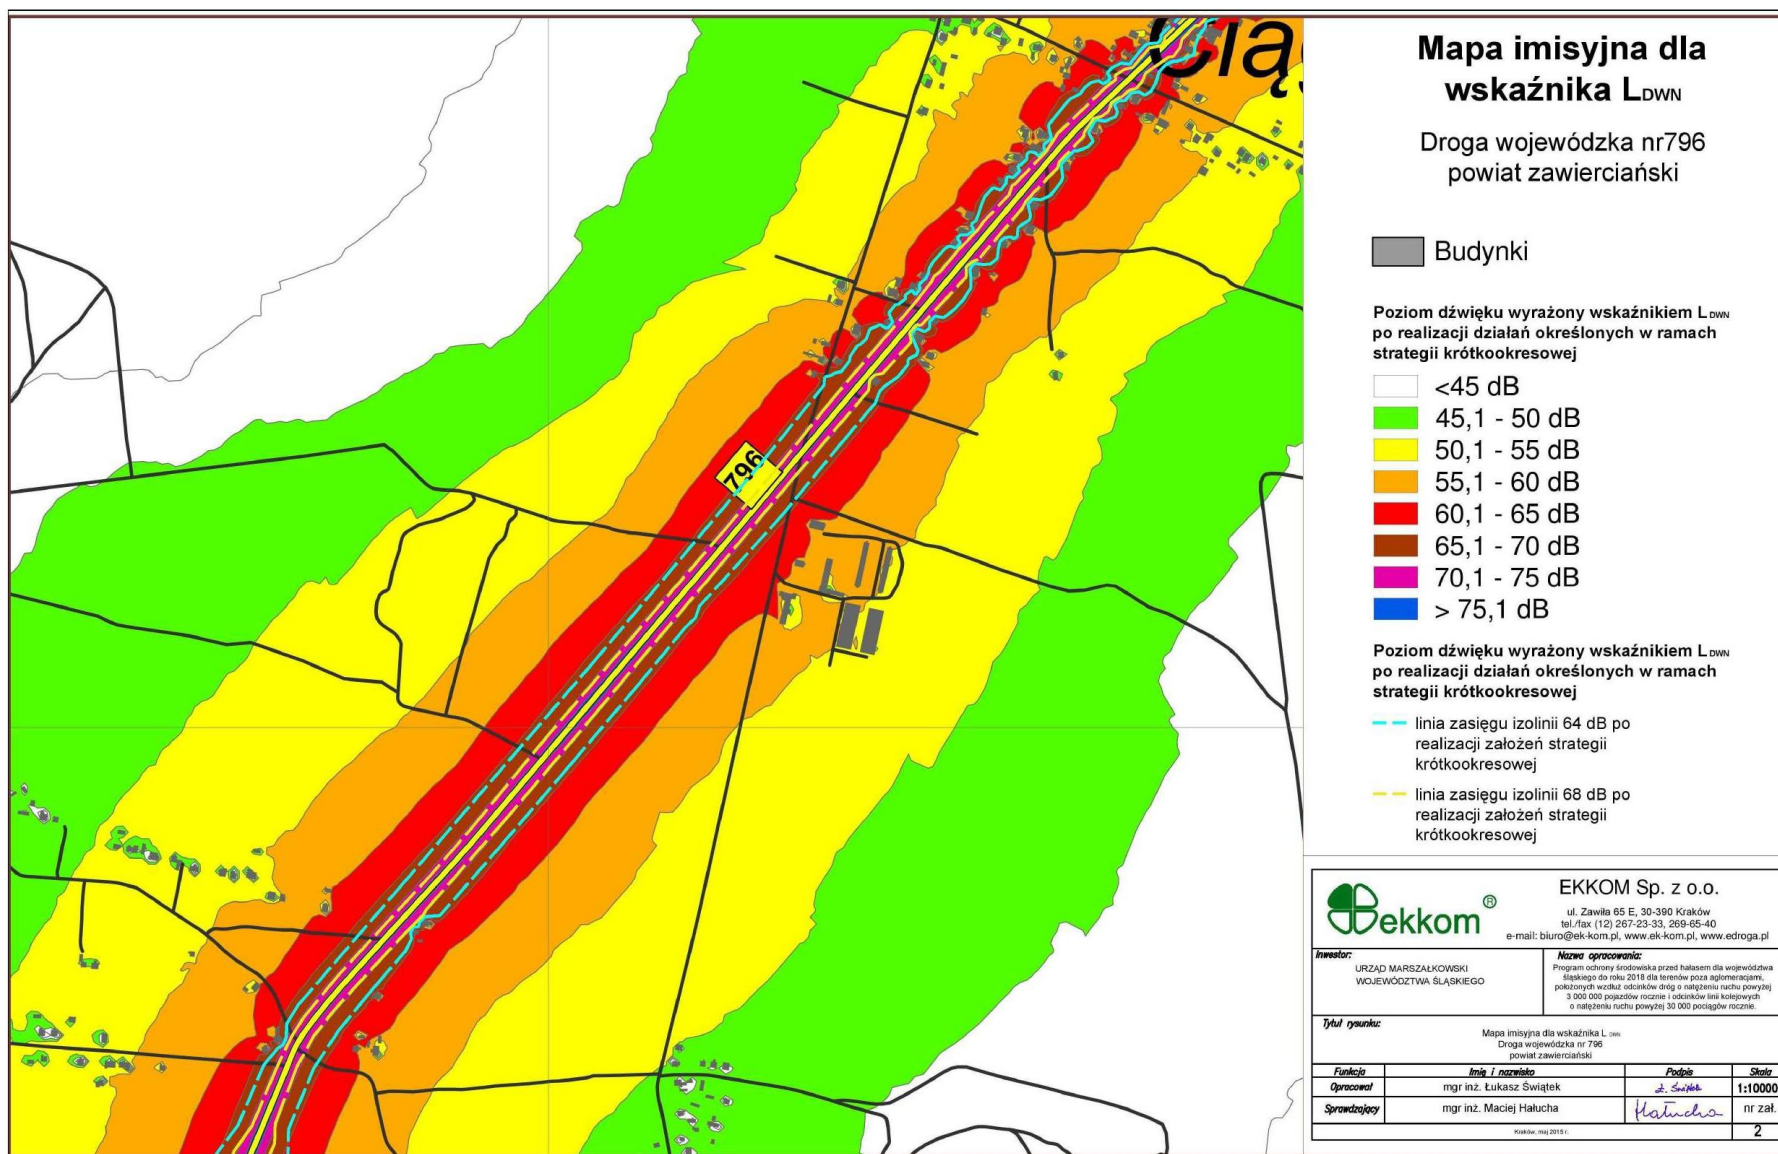 Cią
796
Mapa imisyjna dla
wskaźnika LDWN
Droga wojewódzka nr796
powiat zawierciański
Budynki
Poziom dźwięku wyrażony wskaźnikiem L DWN
po realizacji działań określonych w ramach
strategii krótkookresowej
<45 dB
45,1 - 50 dB
50,1 - 55 dB
55,1 - 60 dB
60,1 - 65 dB
65,1 - 70 dB
70,1 - 75 dB
> 75,1 dB
Poziom dźwięku wyrażony wskaźnikiem L DWN
po realizacji działań określonych w ramach
strategii krótkookresowej
linia zasięgu izolinii 64 dB po
realizacji założeń strategii
krótkookresowej
linia zasięgu izolinii 68 dB po
realizacji założeń strategii
krótkookresowej
ekkom ®
EKKOM Sp. z o.o.
ul. Zawiła 65 E, 30-390 Kraków
tel./fax (12) 267-23-33, 269-65-40
e-mail: biuro@ek-kom.pl, www.ek-kom.pl, www.edroga.pl
Inwestor:
URZĄD MARSZAŁKOWSKI
WOJEWÓDZTWA ŚLĄSKIEGO
Nazwa opracowania:
Program ochrony środowiska przed hałasem dla województwa
śląskiego do roku 2018 dla terenów poza aglomeracjami,
położonych wzdłuż odcinków dróg o natężeniu ruchu powyżej
3 000 000 pojazdów rocznie i odcinków linii kolejowych
o natężeniu ruchu powyżej 30 000 pociągów rocznie.
Tytuł rysunku:
Mapa imisyjna dla wskaźnika L DWN
Droga wojewódzka nr 796
powiat zawierciański
Funkcja Imię i nazwisko Podpis Skala
Opracował mgr inż. Łukasz Świątek Ł. Świątek 1:10000
Sprawdzający mgr inż. Maciej Hałucha Hałucha nr zał.
Kraków, maj 2015 r. 2